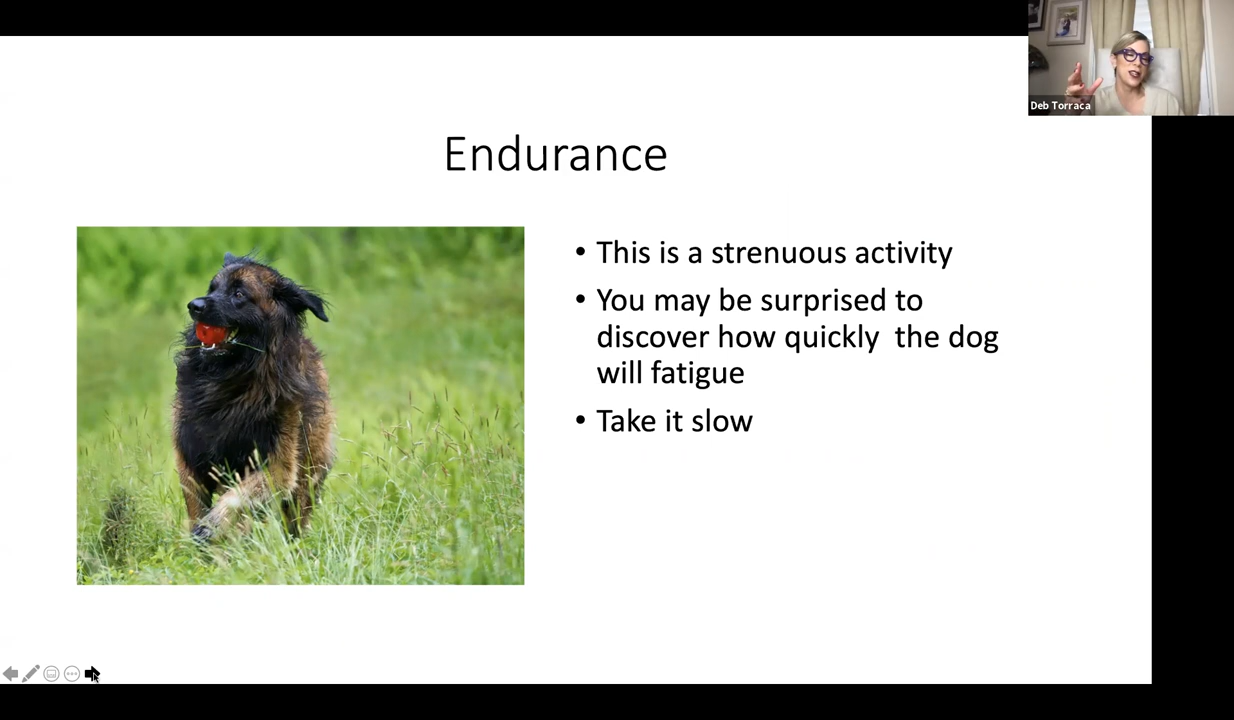 Deb Torraca
Endurance
• This is a strenuous activity
• You may be surprised to
discover how quickly  the dog
will fatigue
• Take it slow